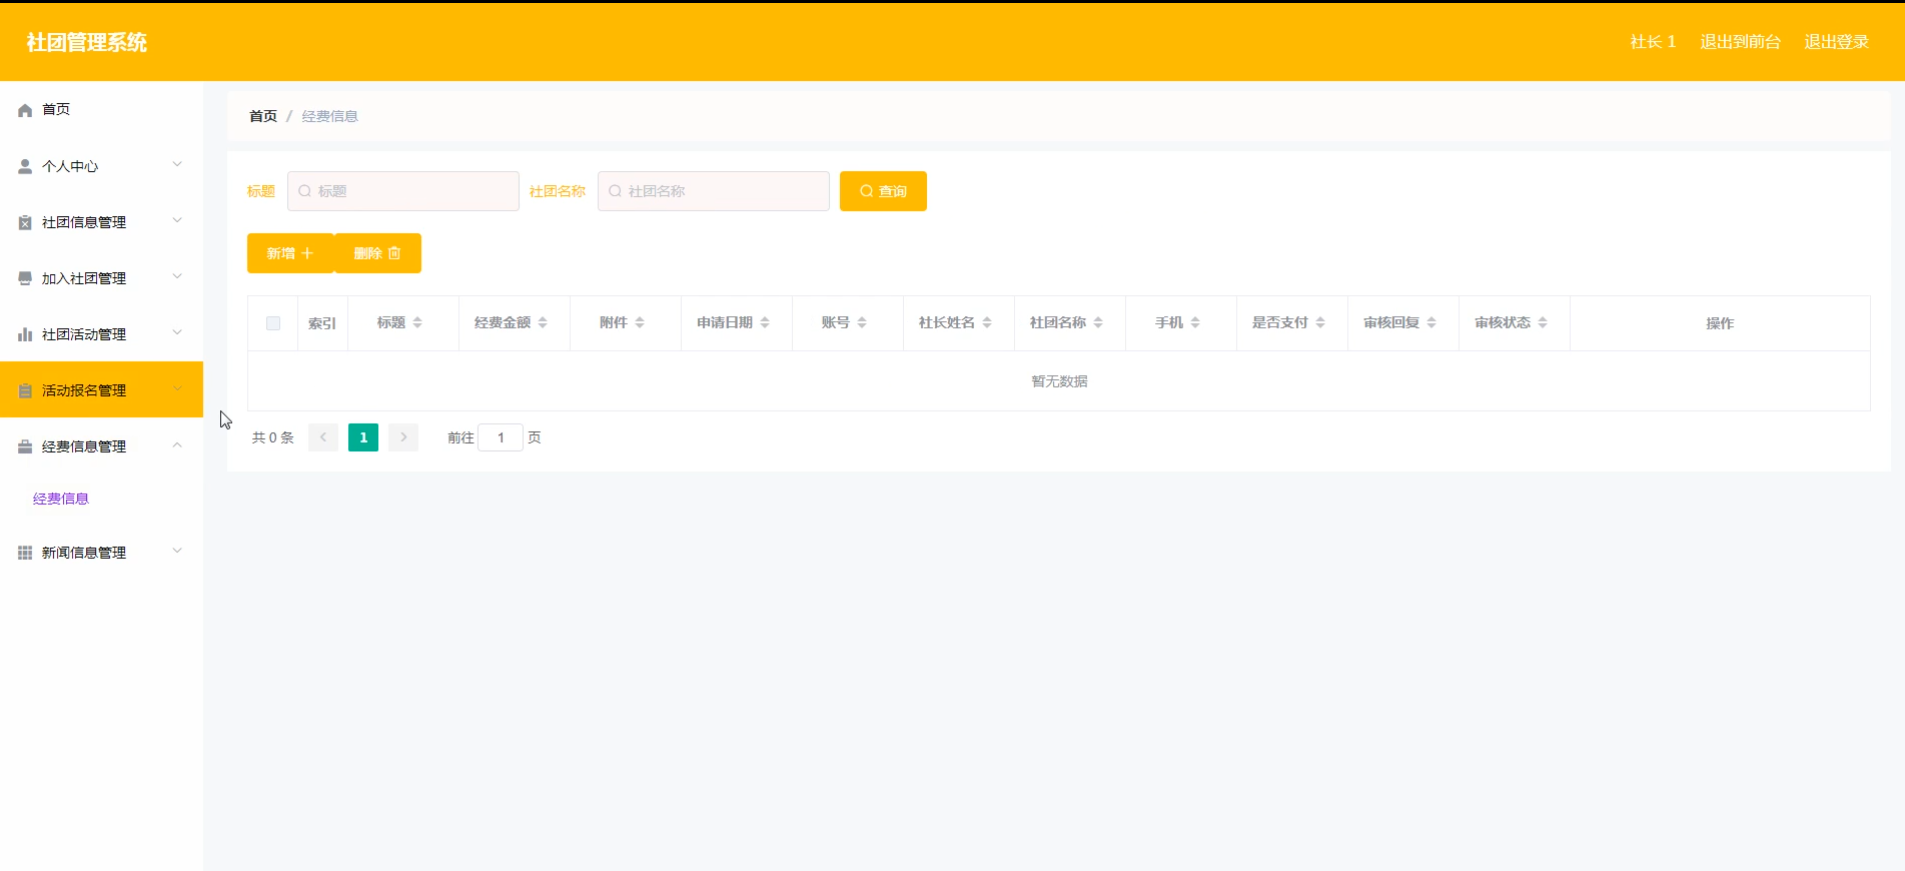 社团管理系统
社长 1 退出到前台 退出登录
首页
个人中心
社团信息管理
加入社团管理
社团活动管理
活动报名管理
经费信息管理
经费信息
新闻信息管理
首页 / 经费信息
标题 标题 社团名称 社团名称 查询
新增 删除
索引 标题 经费金额 附件 申请日期 账号 社长姓名 社团名称 手机 是否支付 审核回复 审核状态 操作
暂无数据
共 0 条 1 前往 1 页